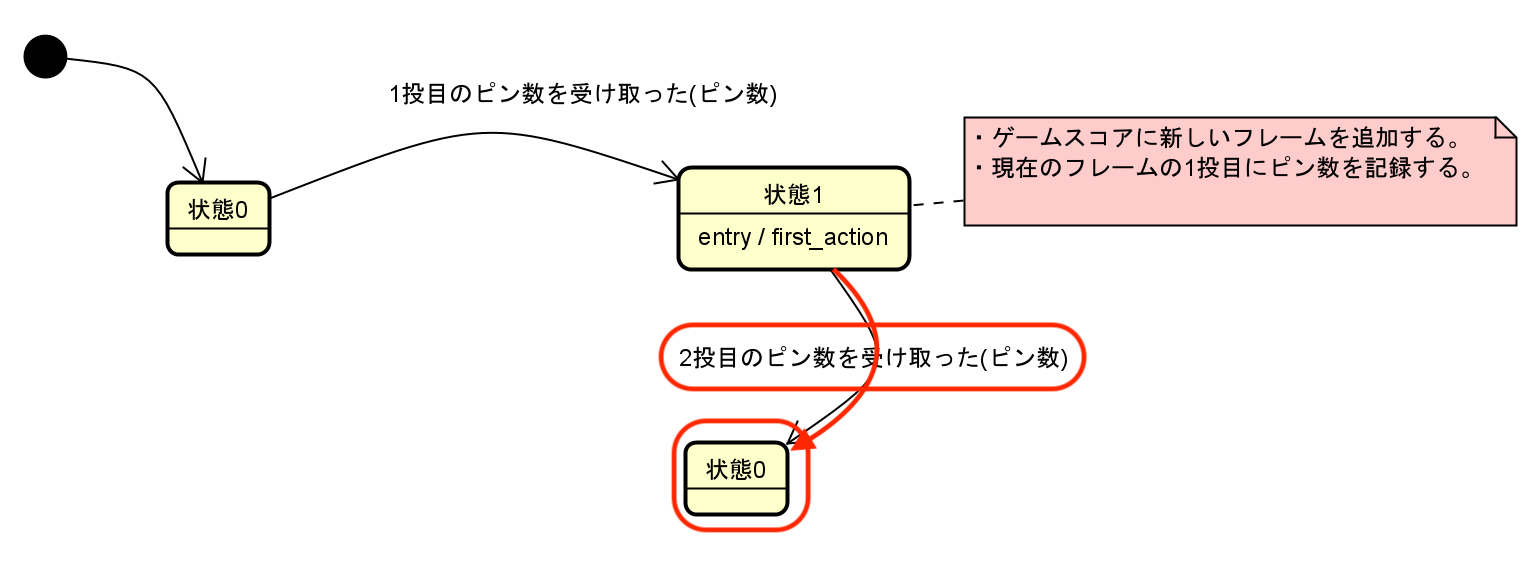 1投目のピン数を受け取った(ピン数)
・ゲームスコアに新しいフレームを追加する。
・現在のフレームの1投目にピン数を記録する。
状態0
状態1
entry / first_action
2投目のピン数を受け取った(ピン数)
状態0